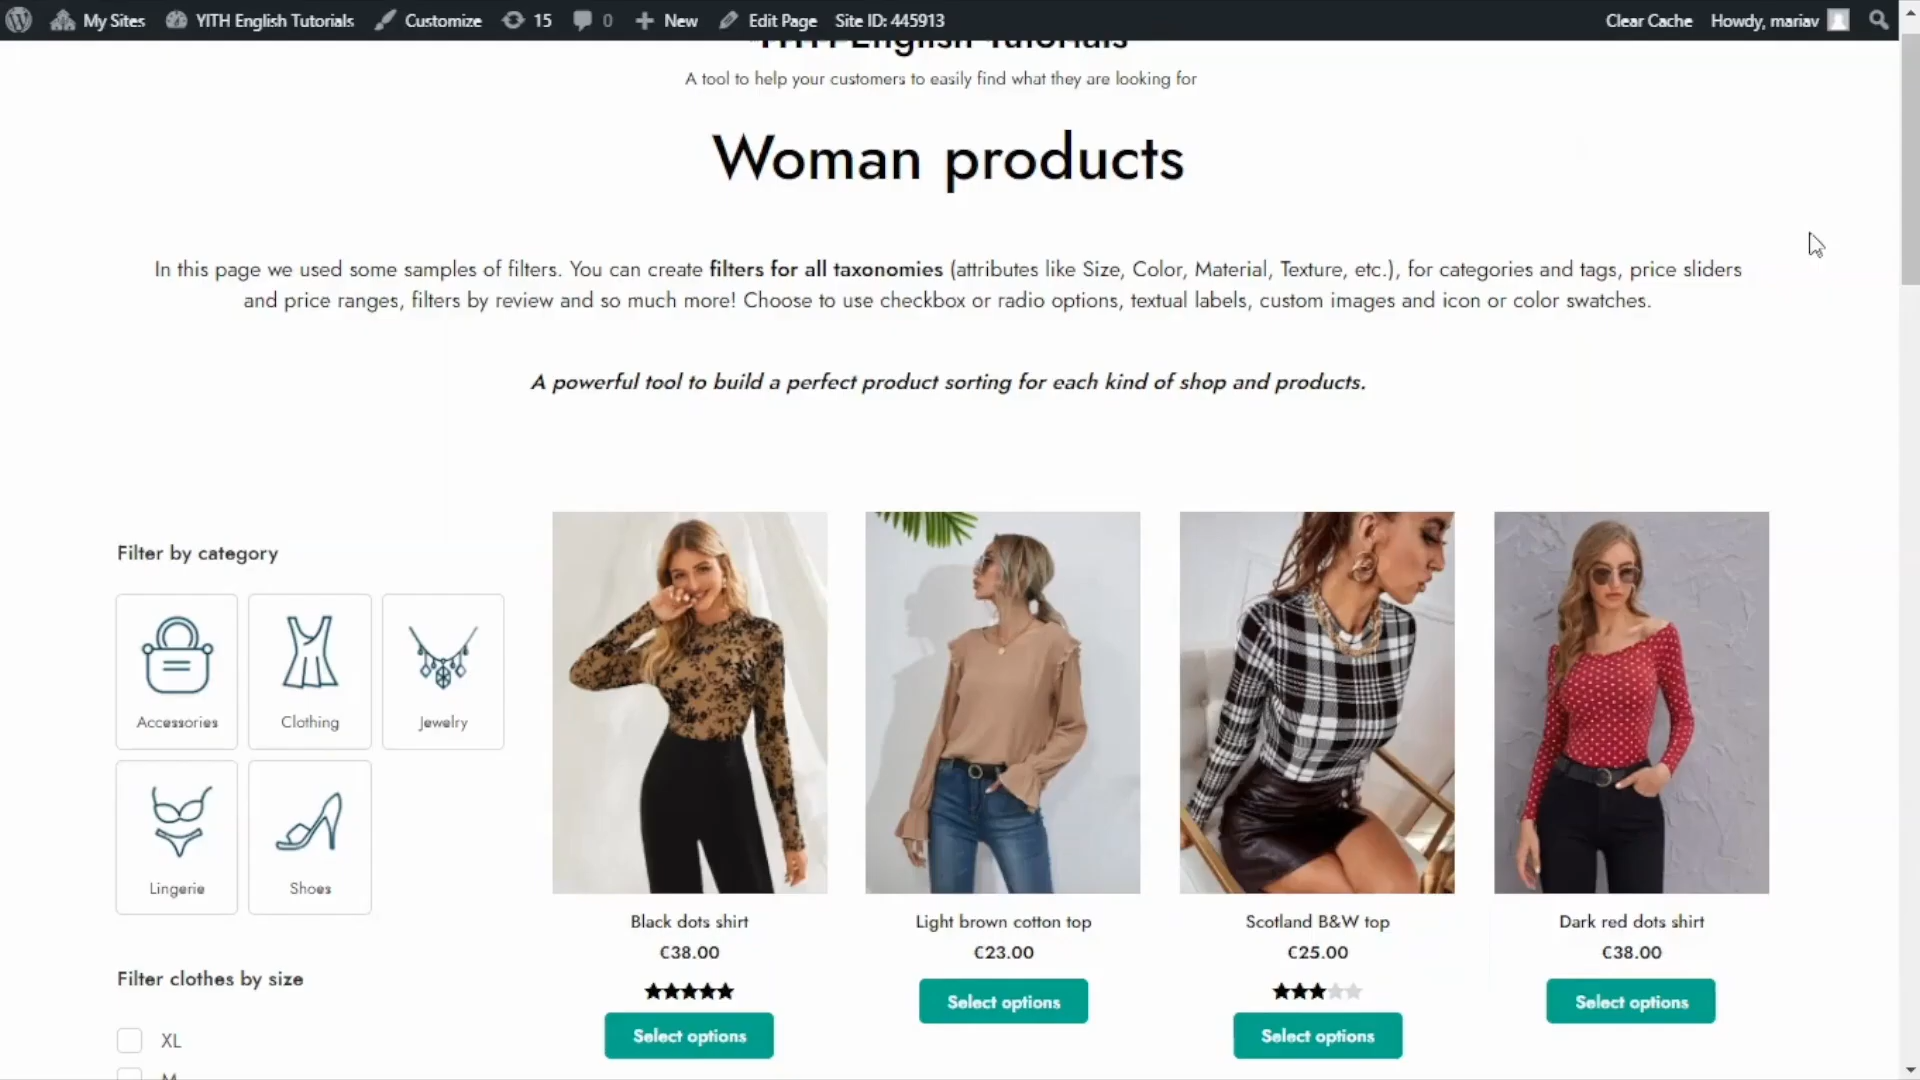 My Sites YITH English Tutorials Customize 15 0 New Edit Page Site ID: 445913 Clear Cache Howdy, mariav
YITH English Tutorials
A tool to help your customers to easily find what they are looking for
Woman products
In this page we used some samples of filters. You can create filters for all taxonomies (attributes like Size, Color, Material, Texture, etc.), for categories and tags, price sliders
and price ranges, filters by review and so much more! Choose to use checkbox or radio options, textual labels, custom images and icon or color swatches.
A powerful tool to build a perfect product sorting for each kind of shop and products.
Filter by category
Accessories Clothing Jewelry
Lingerie Shoes
Filter clothes by size
XL
M
Black dots shirt
€38.00
Select options
Light brown cotton top
€23.00
Select options
Scotland B&W top
€25.00
Select options
Dark red dots shirt
€38.00
Select options